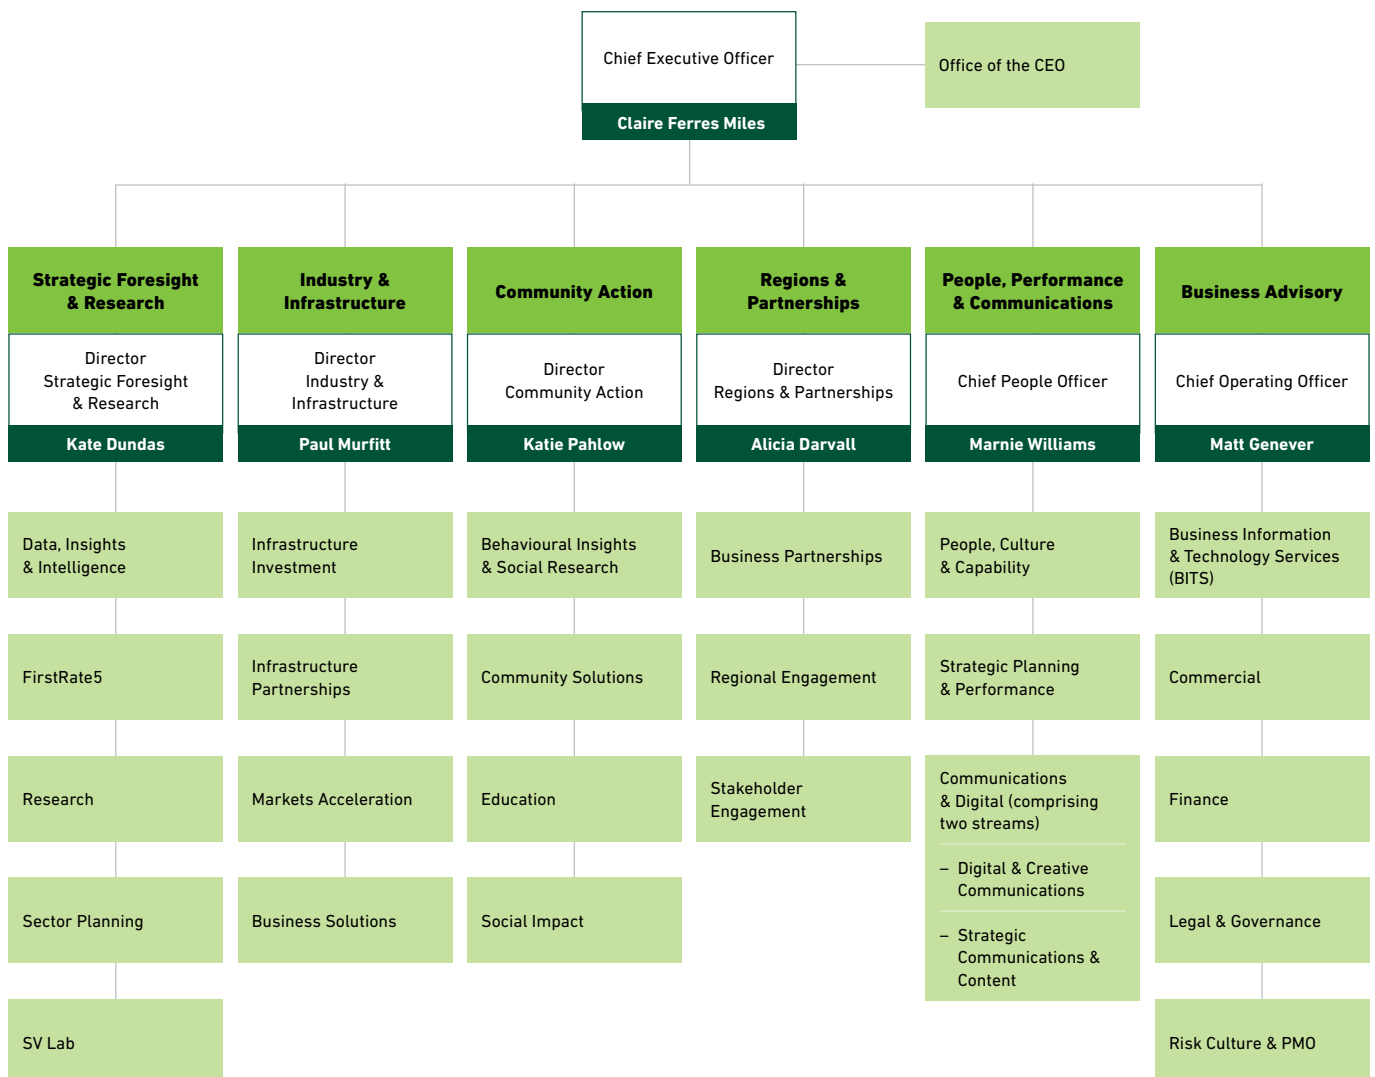 Chief Executive Officer
Claire Ferres Miles
Office of the CEO
Strategic Foresight
& Research
Director
Strategic Foresight
& Research
Kate Dundas
Data, Insights
& Intelligence
FirstRate5
Research
Sector Planning
SV Lab
Industry &
Infrastructure
Director
Industry &
Infrastructure
Paul Murfitt
Infrastructure
Investment
Infrastructure
Partnerships
Markets Acceleration
Business Solutions
Community Action
Director
Community Action
Katie Pahlow
Behavioural Insights
& Social Research
Community Solutions
Education
Social Impact
Regions &
Partnerships
Director
Regions & Partnerships
Alicia Darvall
Business Partnerships
Regional Engagement
Stakeholder
Engagement
People, Performance
& Communications
Chief People Officer
Marnie Williams
People, Culture
& Capability
Strategic Planning
& Performance
Communications
& Digital (comprising
two streams)
– Digital & Creative
Communications
– Strategic
Communications &
Content
Business Advisory
Chief Operating Officer
Matt Genever
Business Information
& Technology Services
(BITS)
Commercial
Finance
Legal & Governance
Risk Culture & PMO